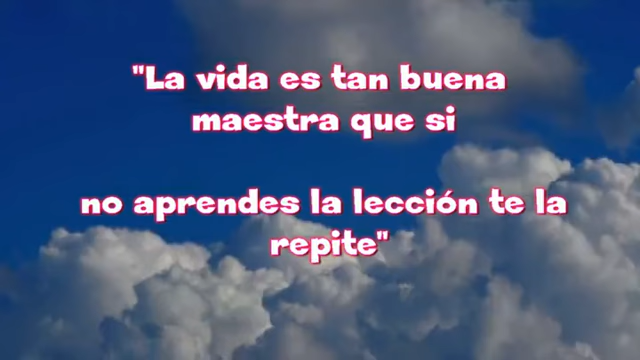 "La vida es tan buena
maestra que si
no aprendes la lección te la
repite"